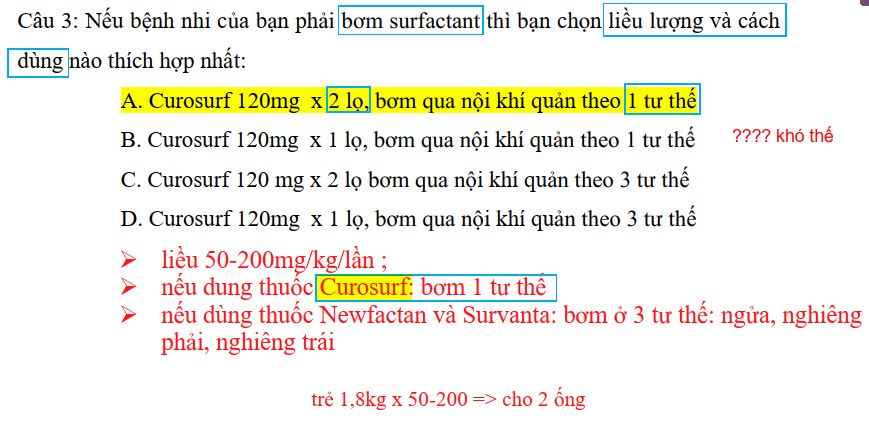 Câu 3: Nếu bệnh nhi của bạn phải bơm surfactant thì bạn chọn liều lượng và cách
dùng nào thích hợp nhất:
A. Curosurf 120mg x 2 lọ, bơm qua nội khí quản theo 1 tư thế
B. Curosurf 120mg x 1 lọ, bơm qua nội khí quản theo 1 tư thế ???? khó thế
C. Curosurf 120 mg x 2 lọ bơm qua nội khí quản theo 3 tư thế
D. Curosurf 120mg x 1 lọ, bơm qua nội khí quản theo 3 tư thế
➢ liều 50-200mg/kg/lần ;
➢ nếu dung thuốc Curosurf: bơm 1 tư thế
➢ nếu dùng thuốc Newfactan và Survanta: bơm ở 3 tư thế: ngửa, nghiêng
phải, nghiêng trái
trẻ 1,8kg x 50-200 => cho 2 ống